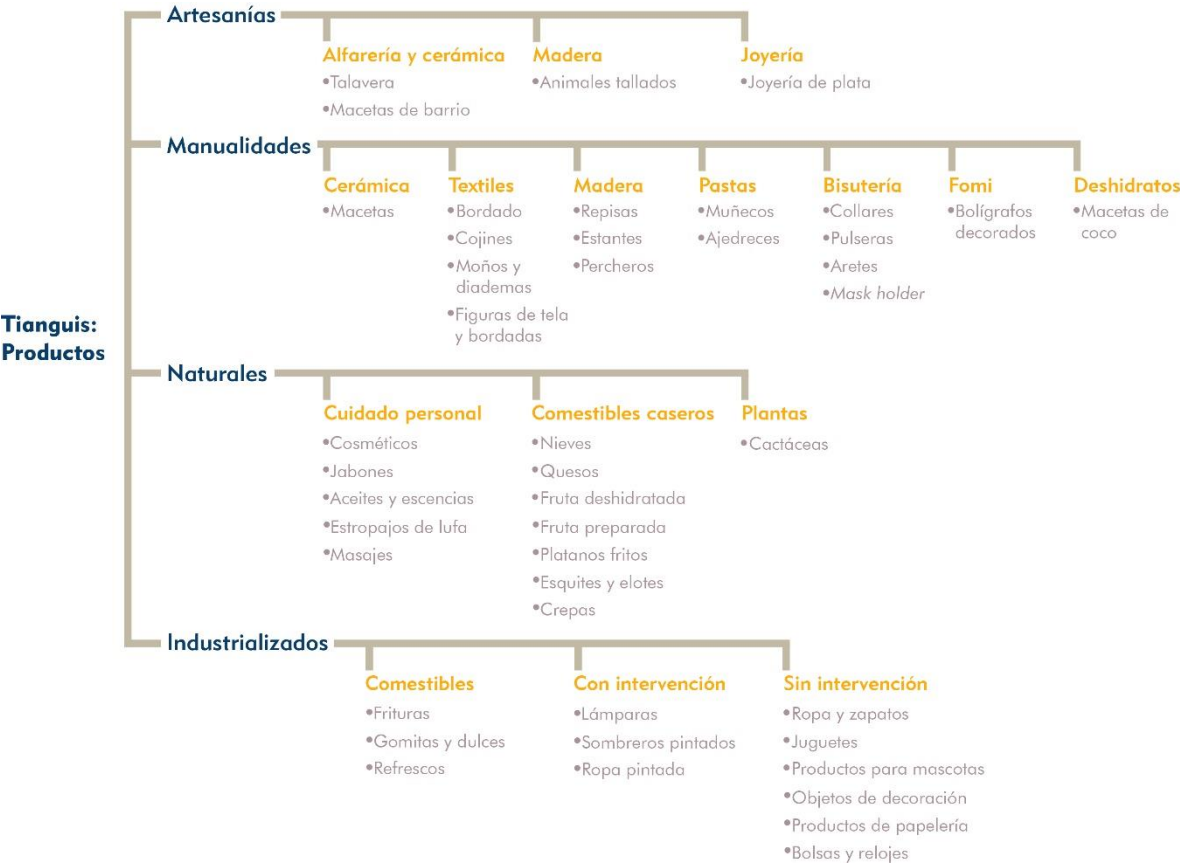 Tianguis:
Productos
Artesanías
Alfarería y cerámica
•Talavera
•Macetas de barrio
Madera
•Animales tallados
Joyería
•Joyería de plata
Manualidades
Cerámica
•Macetas
Textiles
•Bordado
•Cojines
•Moños y
diademas
•Figuras de tela
y bordadas
Madera
•Repisas
•Estantes
•Percheros
Pastas
•Muñecos
•Ajedreces
Bisutería
•Collares
•Pulseras
•Aretes
•Mask holder
Fomi
•Bolígrafos
decorados
Deshidratos
•Macetas de
coco
Naturales
Cuidado personal
•Cosméticos
•Jabones
•Aceites y escencias
•Estropajos de lufa
•Masajes
Comestibles caseros
•Nieves
•Quesos
•Fruta deshidratada
•Fruta preparada
•Platanos fritos
•Esquites y elotes
•Crepas
Plantas
•Cactáceas
Industrializados
Comestibles
•Frituras
•Gomitas y dulces
•Refrescos
Con intervención
•Lámparas
•Sombreros pintados
•Ropa pintada
Sin intervención
•Ropa y zapatos
•Juguetes
•Productos para mascotas
•Objetos de decoración
•Productos de papelería
•Bolsas y relojes